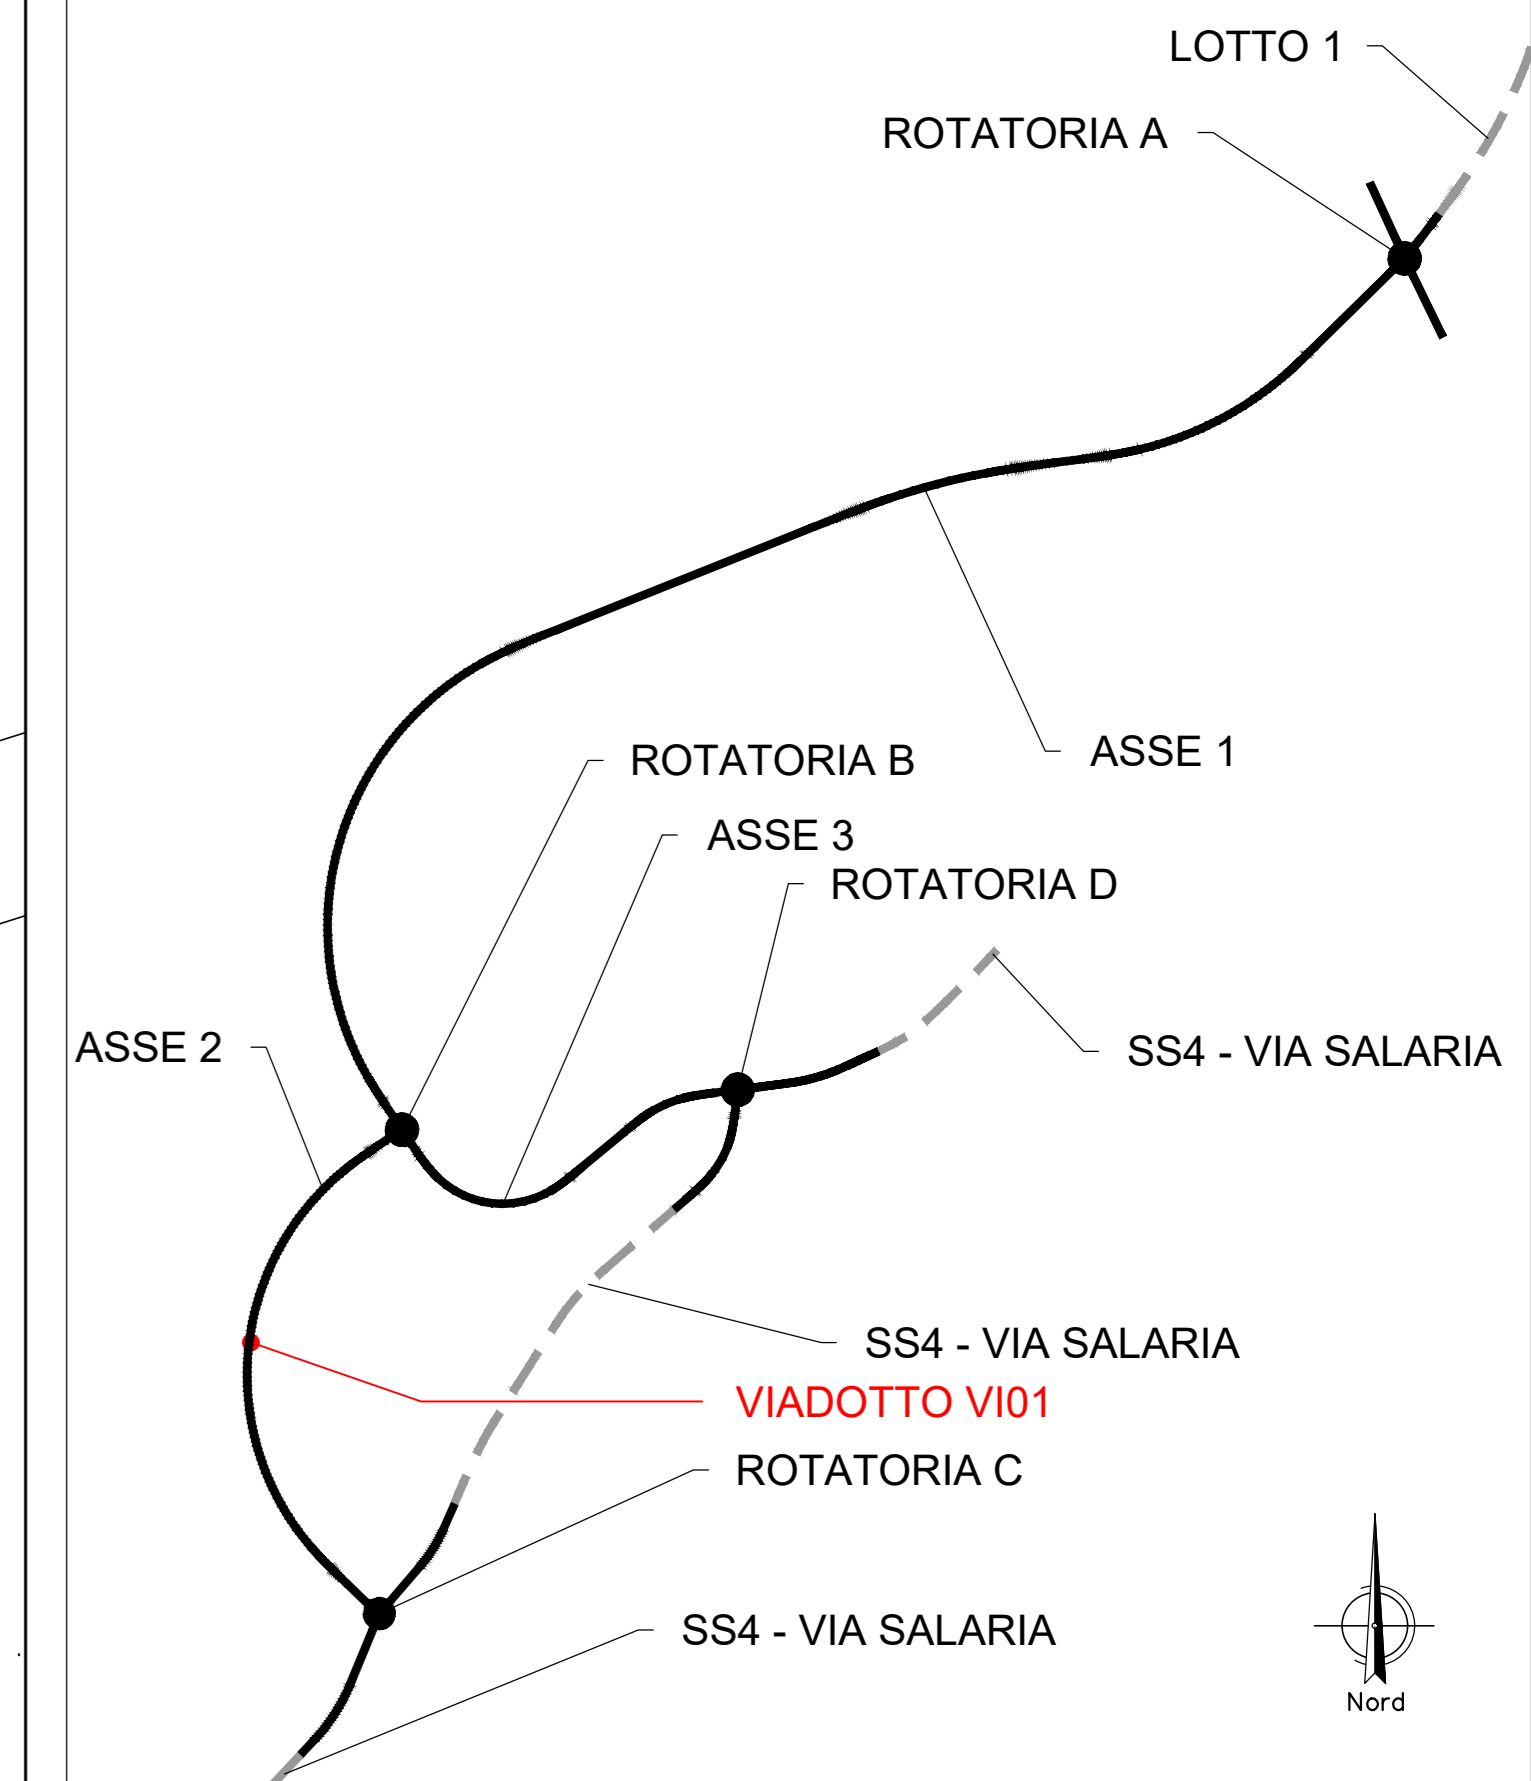 LOTTO 1
ROTATORIA A
ASSE 1
ROTATORIA B
ASSE 3
ROTATORIA D
ASSE 2
SS4 - VIA SALARIA
SS4 - VIA SALARIA
VIADOTTO VI01
ROTATORIA C
SS4 - VIA SALARIA
Nord